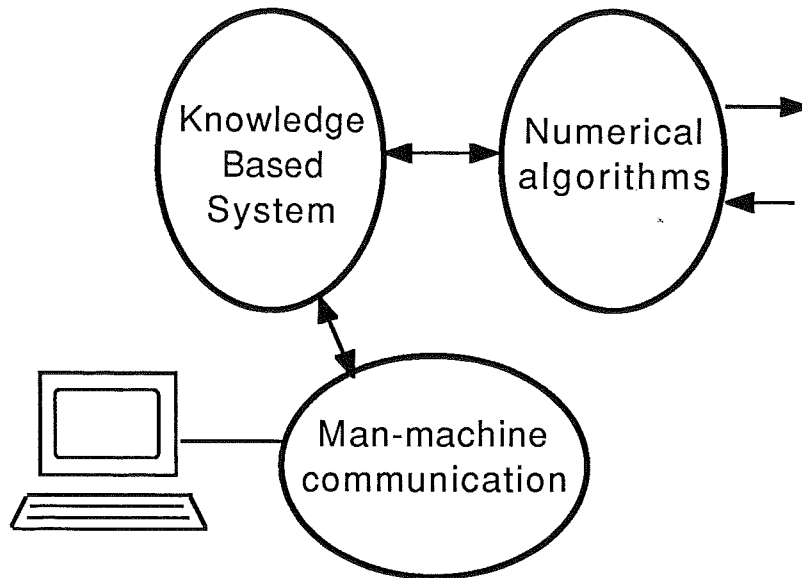 Knowledge
Based
System
Numerical
algorithms
Man-machine
communication